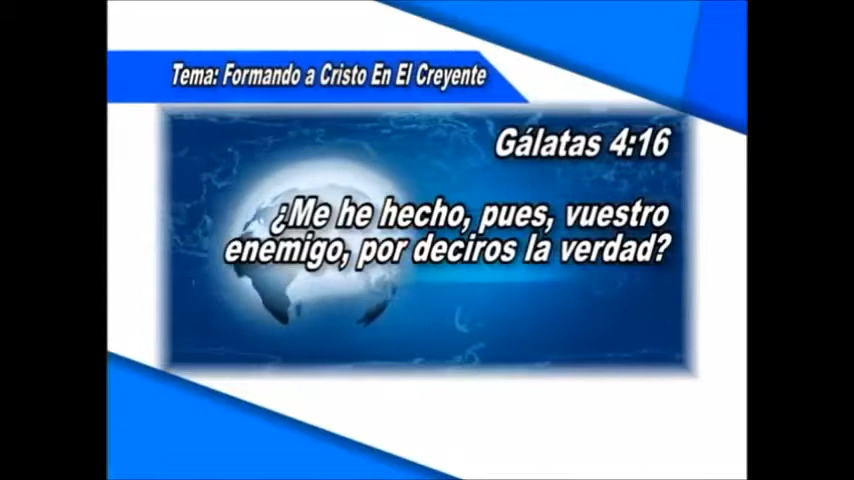 Tema: Formando a Cristo En El Creyente
Gálatas 4:16
¿Me he hecho, pues, vuestro
enemigo, por deciros la verdad?